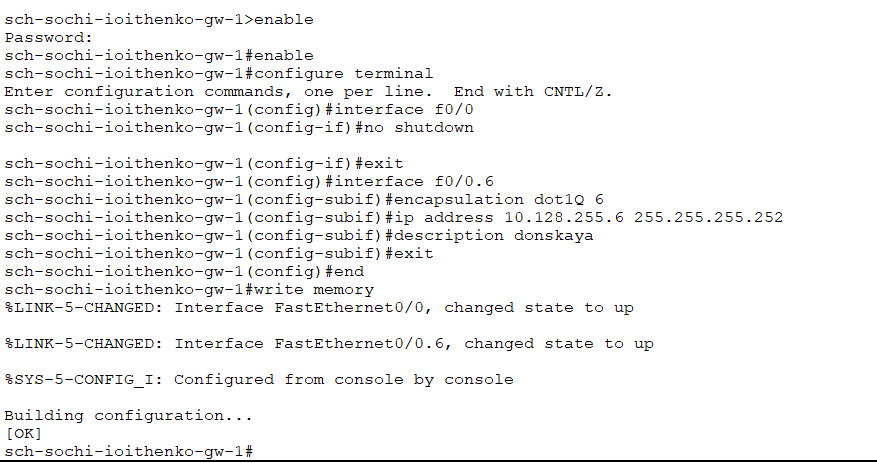 sch-sochi-ioithenko-gw-1>enable
Password:
sch-sochi-ioithenko-gw-1#enable
sch-sochi-ioithenko-gw-1#configure terminal
Enter configuration commands, one per line.  End with CNTL/Z.
sch-sochi-ioithenko-gw-1(config)#interface f0/0
sch-sochi-ioithenko-gw-1(config-if)#no shutdown
sch-sochi-ioithenko-gw-1(config-if)#exit
sch-sochi-ioithenko-gw-1(config)#interface f0/0.6
sch-sochi-ioithenko-gw-1(config-subif)#encapsulation dot1Q 6
sch-sochi-ioithenko-gw-1(config-subif)#ip address 10.128.255.6 255.255.255.252
sch-sochi-ioithenko-gw-1(config-subif)#description donskaya
sch-sochi-ioithenko-gw-1(config-subif)#exit
sch-sochi-ioithenko-gw-1(config)#end
sch-sochi-ioithenko-gw-1#write memory
%LINK-5-CHANGED: Interface FastEthernet0/0, changed state to up
%LINK-5-CHANGED: Interface FastEthernet0/0.6, changed state to up
%SYS-5-CONFIG_I: Configured from console by console
Building configuration...
[OK]
sch-sochi-ioithenko-gw-1#